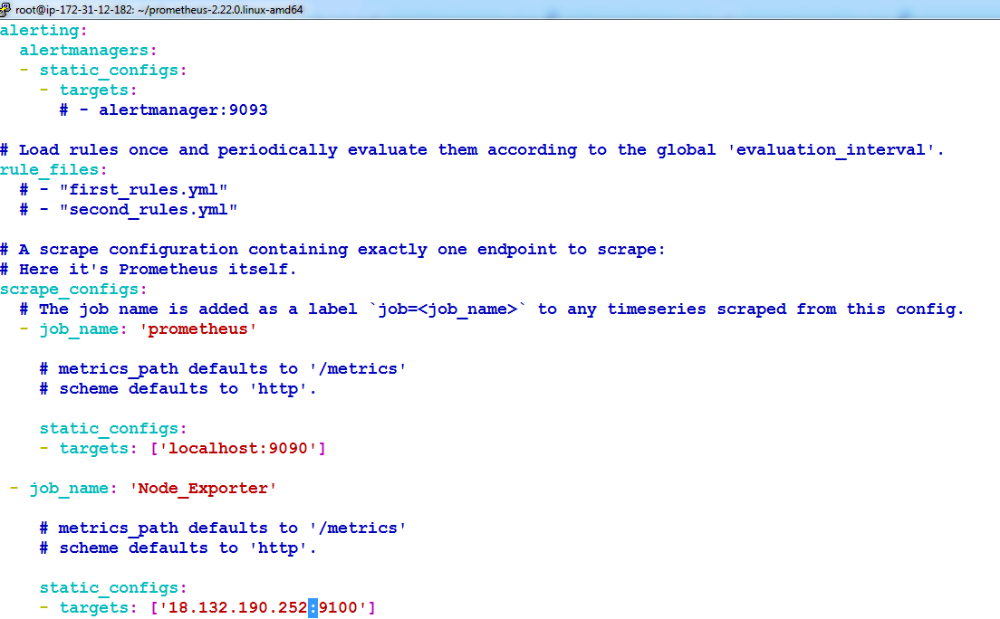 root@ip-172-31-12-182: ~/prometheus-2.22.0.linux-amd64
alerting:
  alertmanagers:
  - static_configs:
    - targets:
      # - alertmanager:9093

# Load rules once and periodically evaluate them according to the global 'evaluation_interval'.
rule_files:
  # - "first_rules.yml"
  # - "second_rules.yml"

# A scrape configuration containing exactly one endpoint to scrape:
# Here it's Prometheus itself.
scrape_configs:
  # The job name is added as a label `job=<job_name>` to any timeseries scraped from this config.
  - job_name: 'prometheus'

    # metrics_path defaults to '/metrics'
    # scheme defaults to 'http'.

    static_configs:
    - targets: ['localhost:9090']

 - job_name: 'Node_Exporter'

    # metrics_path defaults to '/metrics'
    # scheme defaults to 'http'.

    static_configs:
    - targets: ['18.132.190.252:9100']